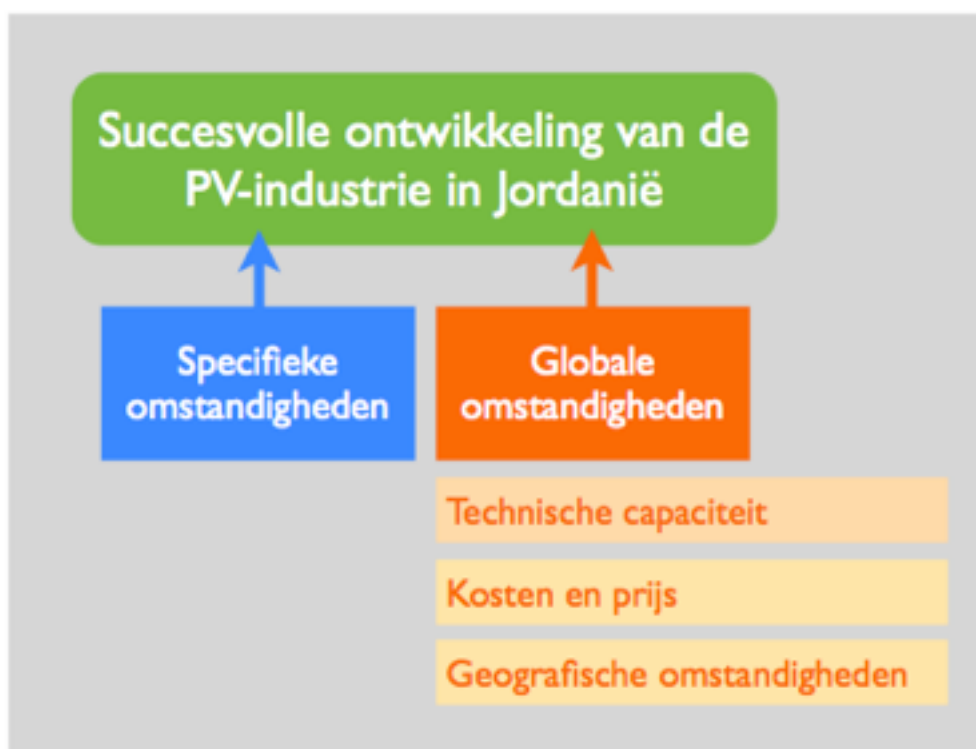 Succesvolle ontwikkeling van de
PV-industrie in Jordanië
Specifieke
omstandigheden
Globale
omstandigheden
Technische capaciteit
Kosten en prijs
Geografische omstandigheden